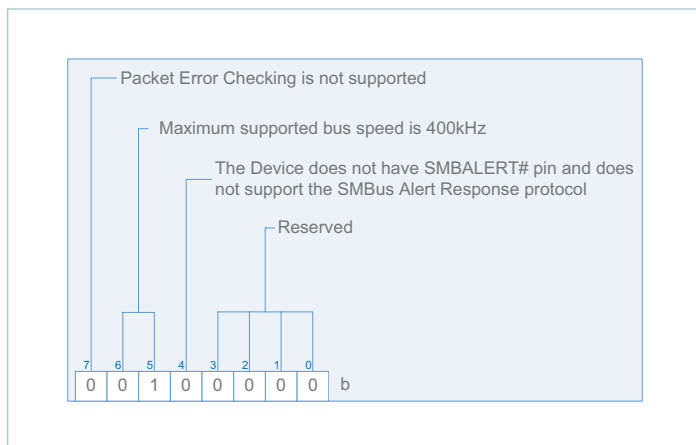 Packet Error Checking is not supported
Maximum supported bus speed is 400kHz
The Device does not have SMBALERT# pin and does
not support the SMBus Alert Response protocol
Reserved
7 6 5 4 3 2 1 0
0 0 1 0 0 0 0 0 b